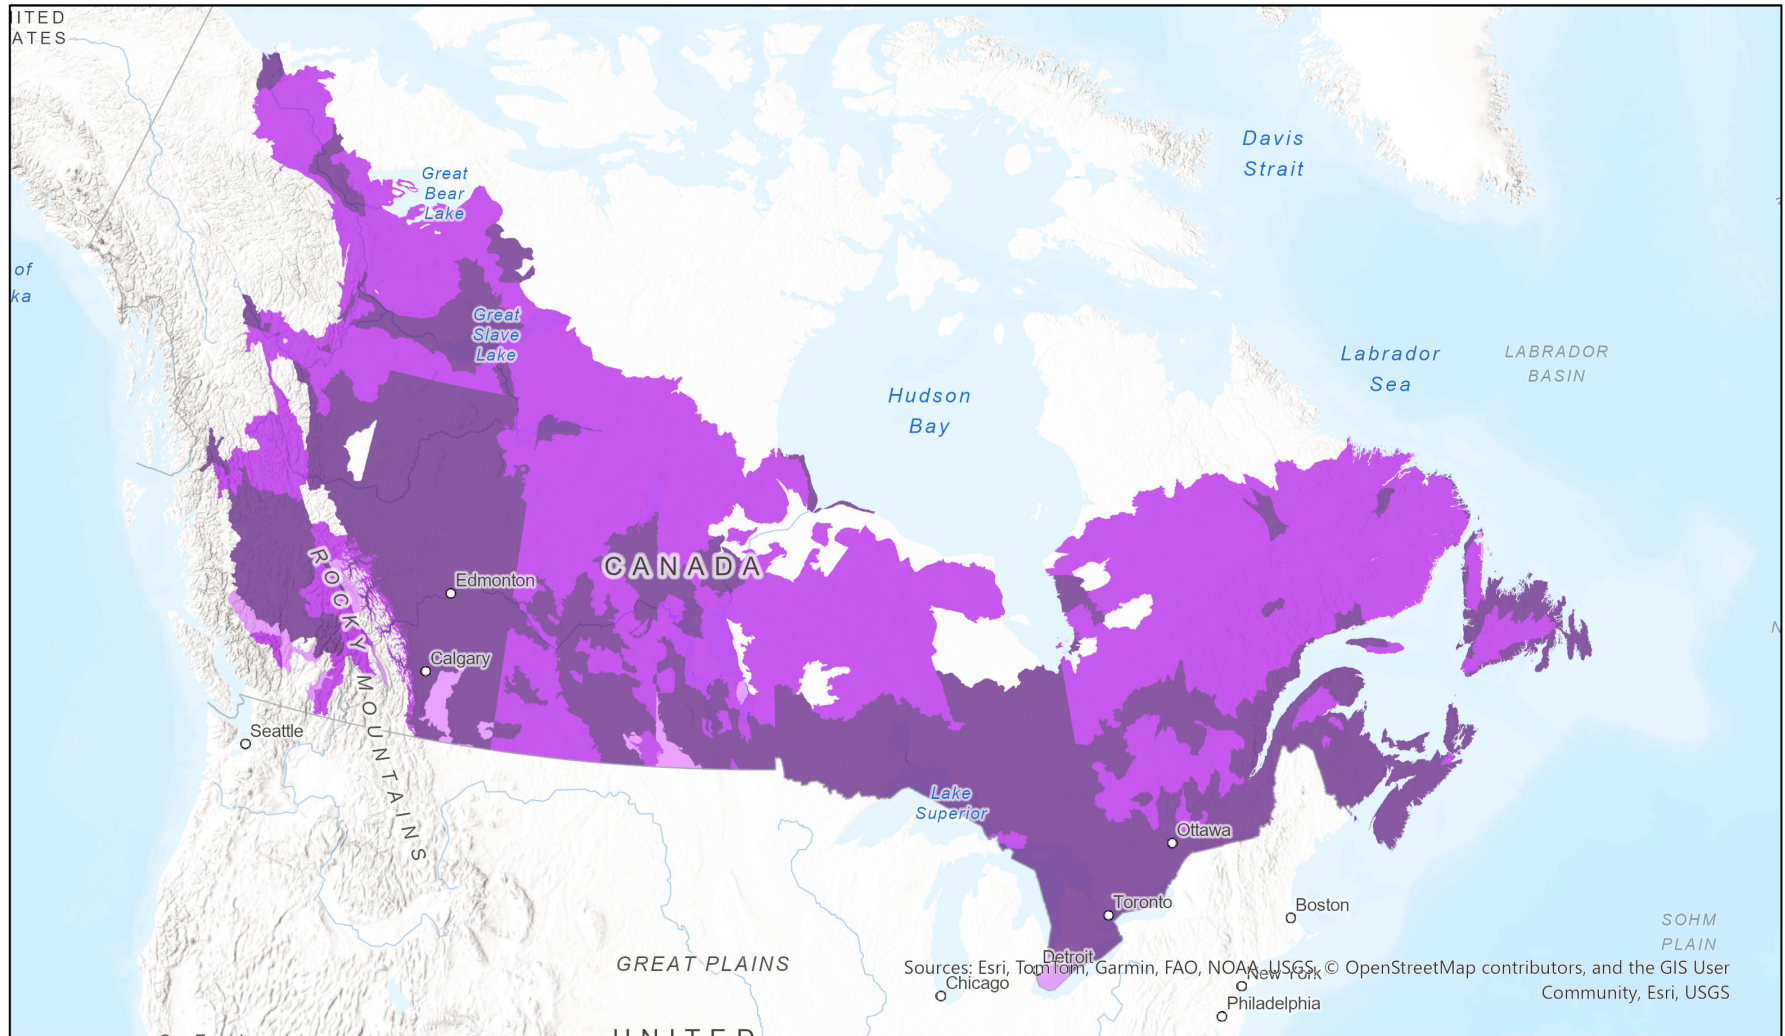 ITED
ATES
Great
Bear
Lake
Davis
Strait
of
ka
Great
Slave
Lake
Hudson
Bay
Labrador
Sea
LABRADOR
BASIN
CANADA
Edmonton
ROCKY MOUNTAINS
Calgary
N
Seattle
Lake
Superior
Ottawa
Toronto
Boston
SOHM
PLAIN
GREAT PLAINS
Detroit
Sources: Esri, TomTom, Garmin, FAO, NOAA, USGS, © OpenStreetMap contributors, and the GIS User
Community, Esri, USGS
New York
Chicago
Philadelphia
UNITED